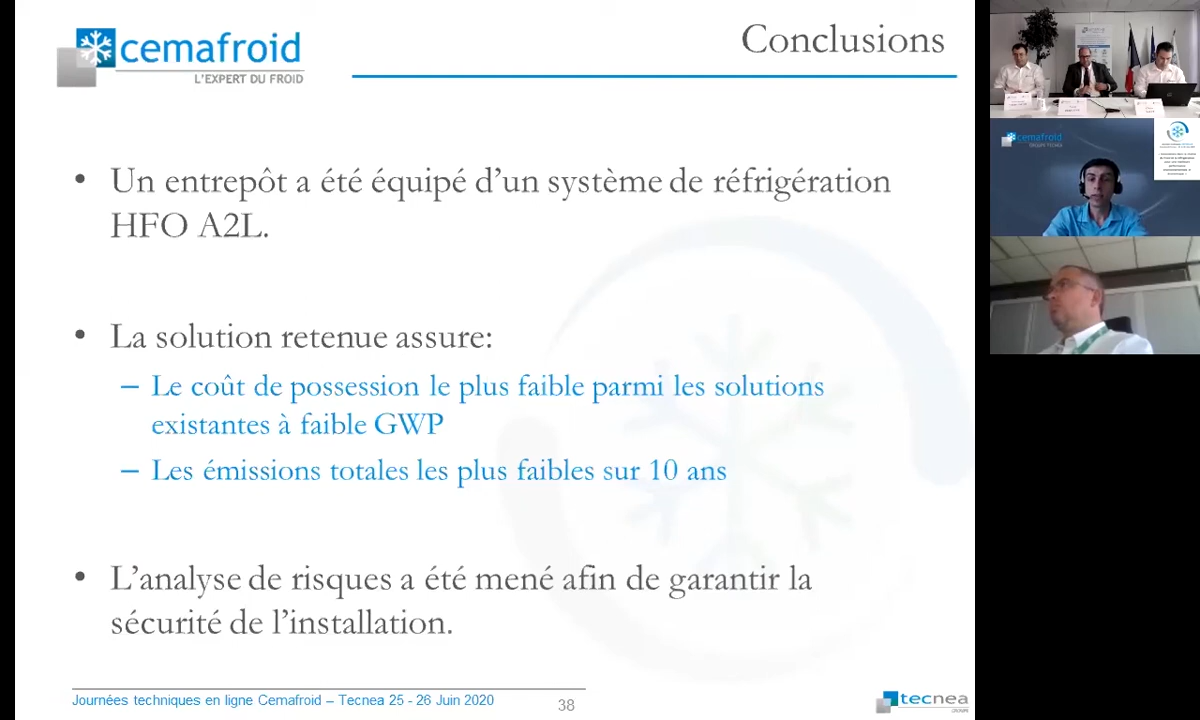 cemafroid
L'EXPERT DU FROID
Conclusions
• Un entrepôt a été équipé d'un système de réfrigération
HFO A2L.
• La solution retenue assure:
– Le coût de possession le plus faible parmi les solutions
existantes à faible GWP
– Les émissions totales les plus faibles sur 10 ans
• L'analyse de risques a été mené afin de garantir la
sécurité de l'installation.
Journées techniques en ligne Cemafroid – Tecnea 25 - 26 Juin 2020
38
tecnea
cemafroid